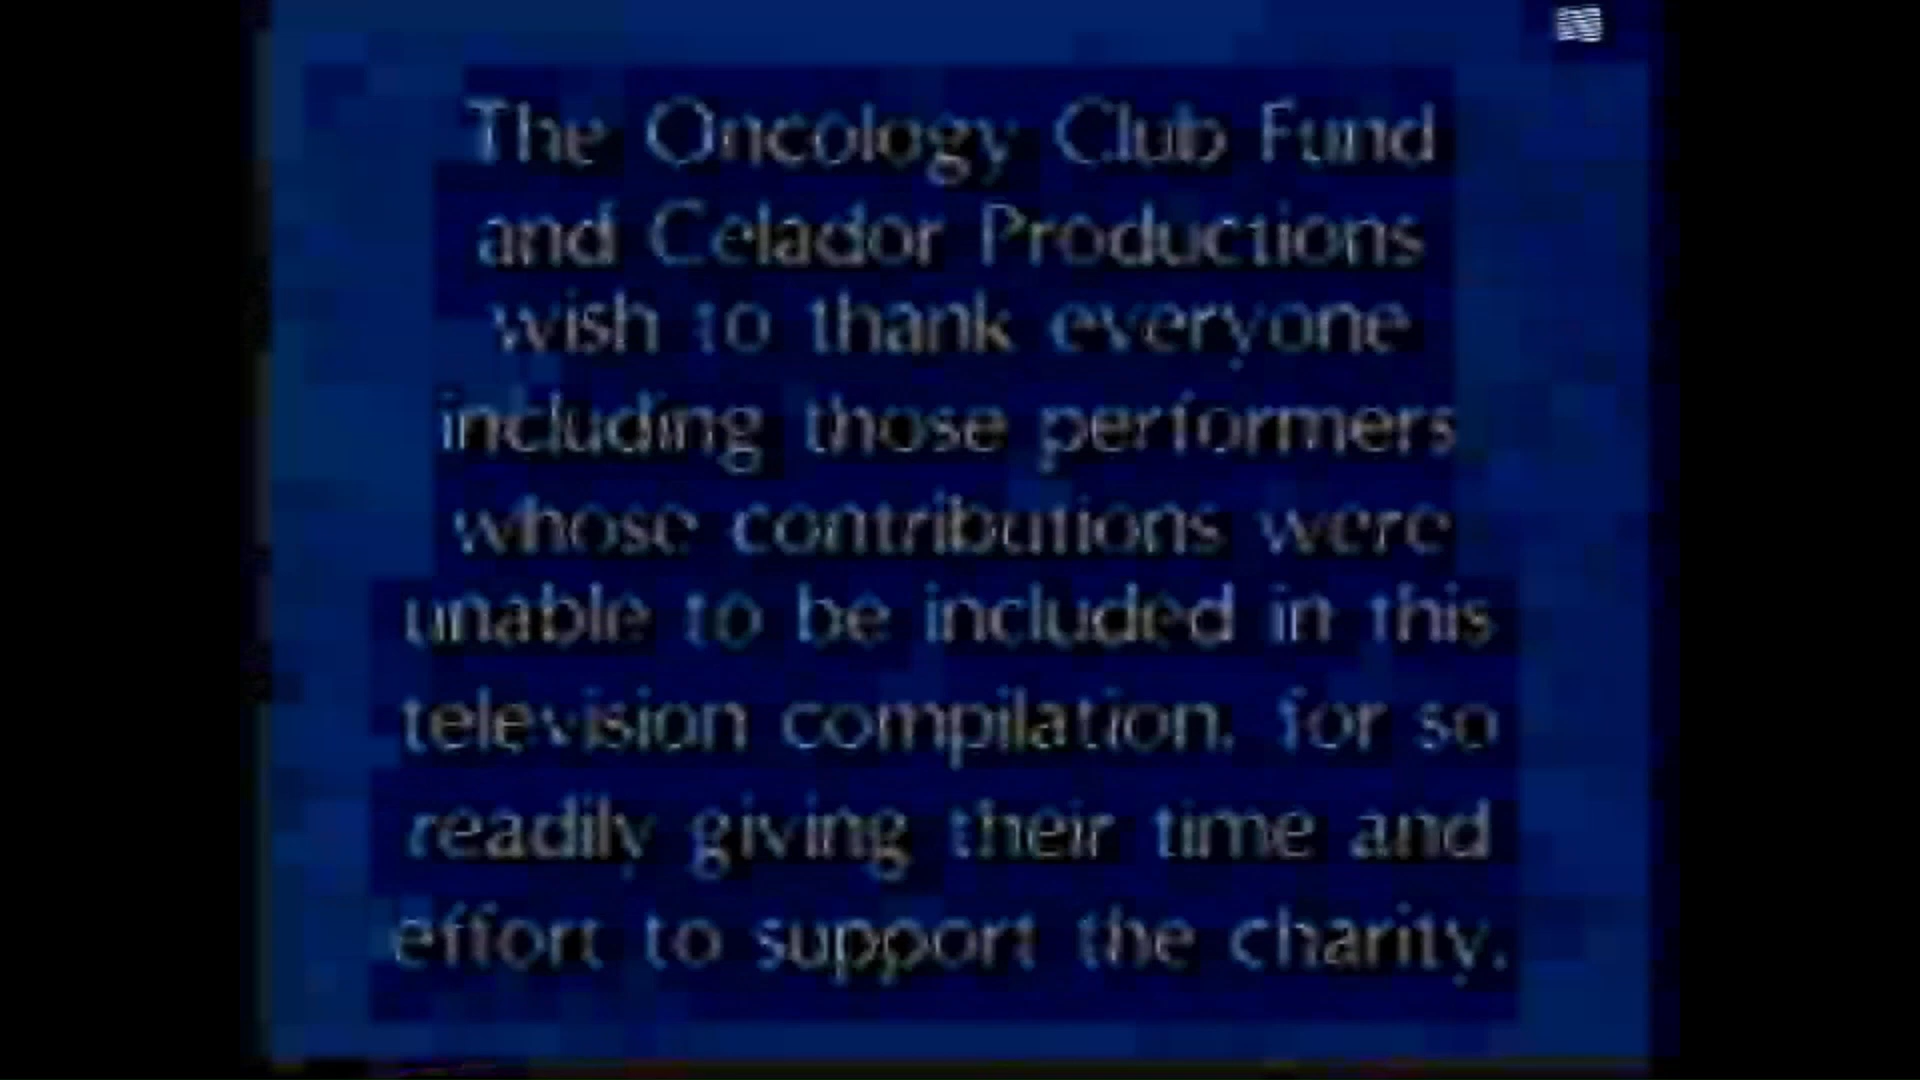 The Oncology Club Fund
and Celador Productions
wish to thank everyone
including those performers
whose contributions were
unable to be included in this
television compilation. for so
readily giving their time and
effort to support the charity.